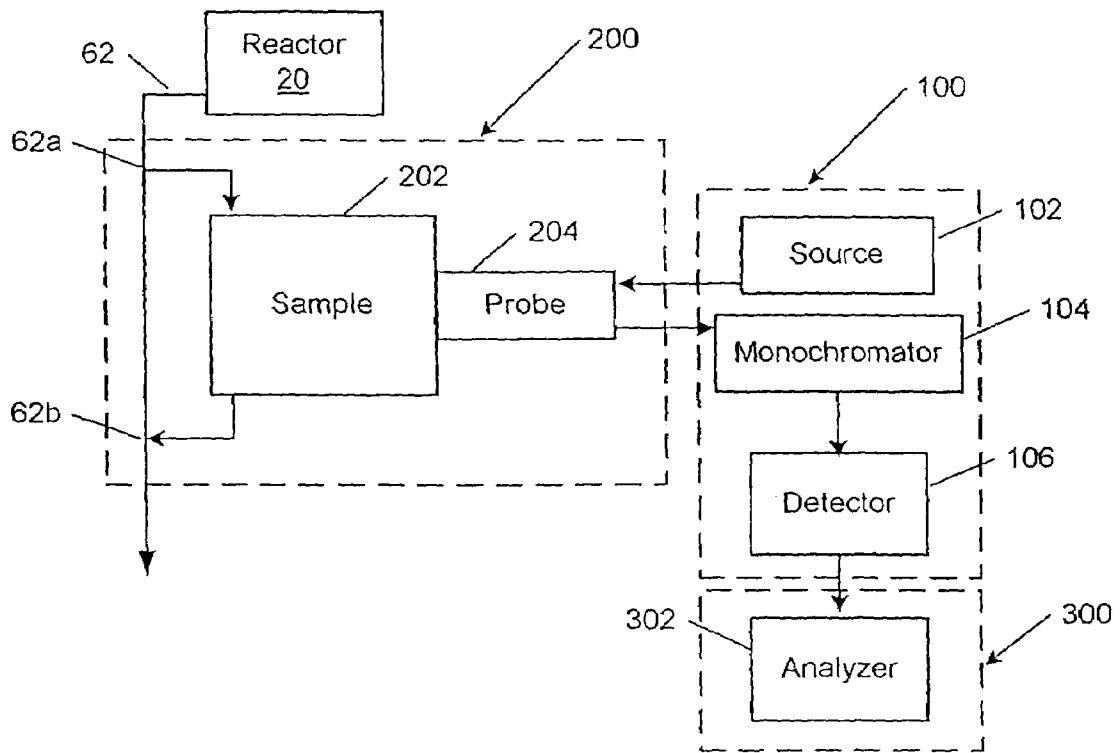 Reactor
20
62
200
100
62a
202
204
102
Source
Sample
Probe
104
Monochromator
62b
106
Detector
302
300
Analyzer